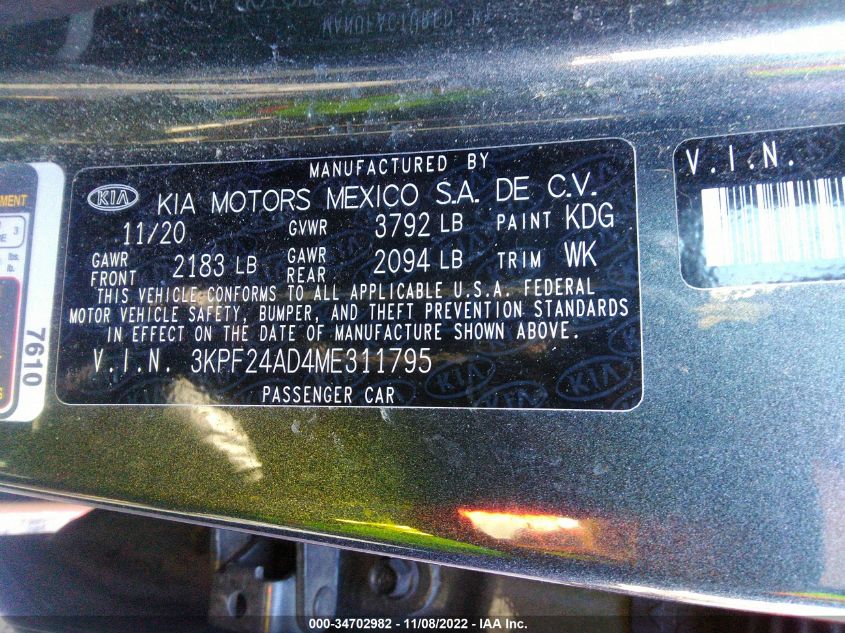 MANUFACTURED BY
KIA KIA MOTORS MEXICO S.A. DE C.V.
11/20 GVWR 3792 LB PAINT KDG
GAWR FRONT 2183 LB GAWR REAR 2094 LB TRIM WK
THIS VEHICLE CONFORMS TO ALL APPLICABLE U.S.A. FEDERAL
MOTOR VEHICLE SAFETY, BUMPER, AND THEFT PREVENTION STANDARDS
IN EFFECT ON THE DATE OF MANUFACTURE SHOWN ABOVE.
V.I.N. 3KPF24AD4ME311795
PASSENGER CAR
V.I.N.
3
lbs.
lb.
7610
000-34702982 - 11/08/2022 - IAA Inc.